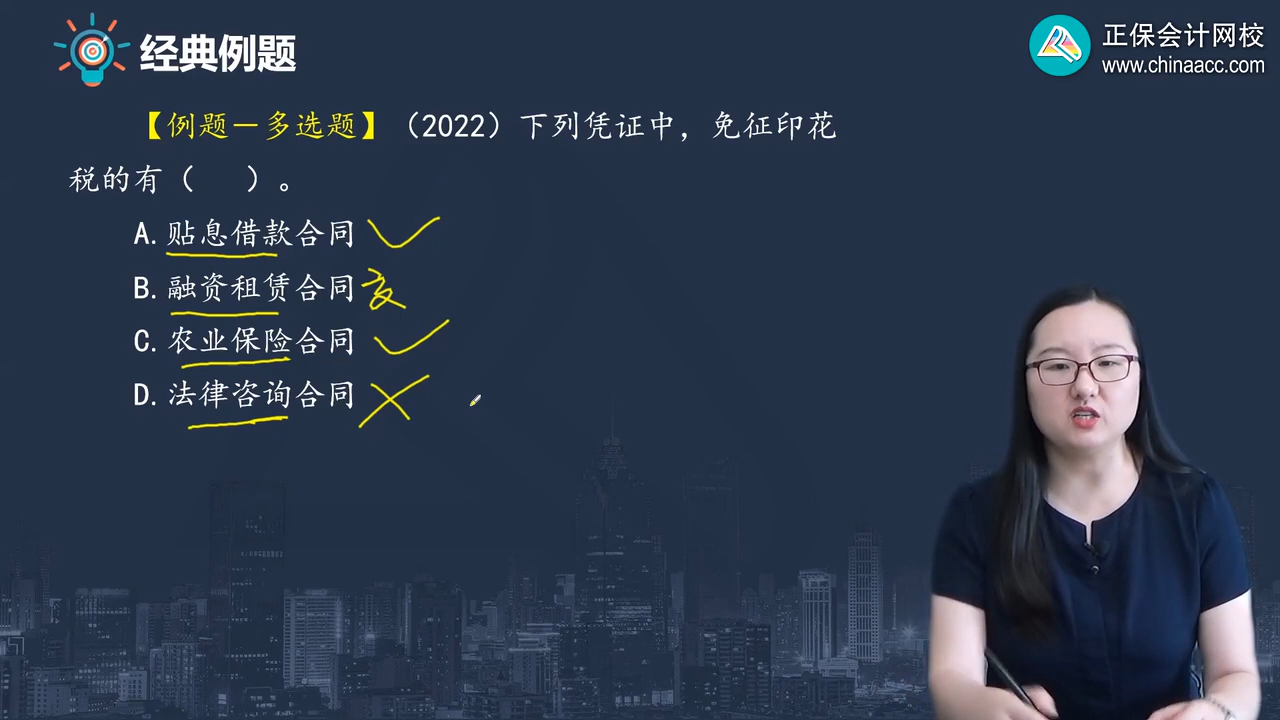 经典例题
正保会计网校
www.chinaacc.com
【例题－多选题】（2022）下列凭证中，免征印花
税的有（　）。
A.贴息借款合同
B.融资租赁合同
C.农业保险合同
D.法律咨询合同